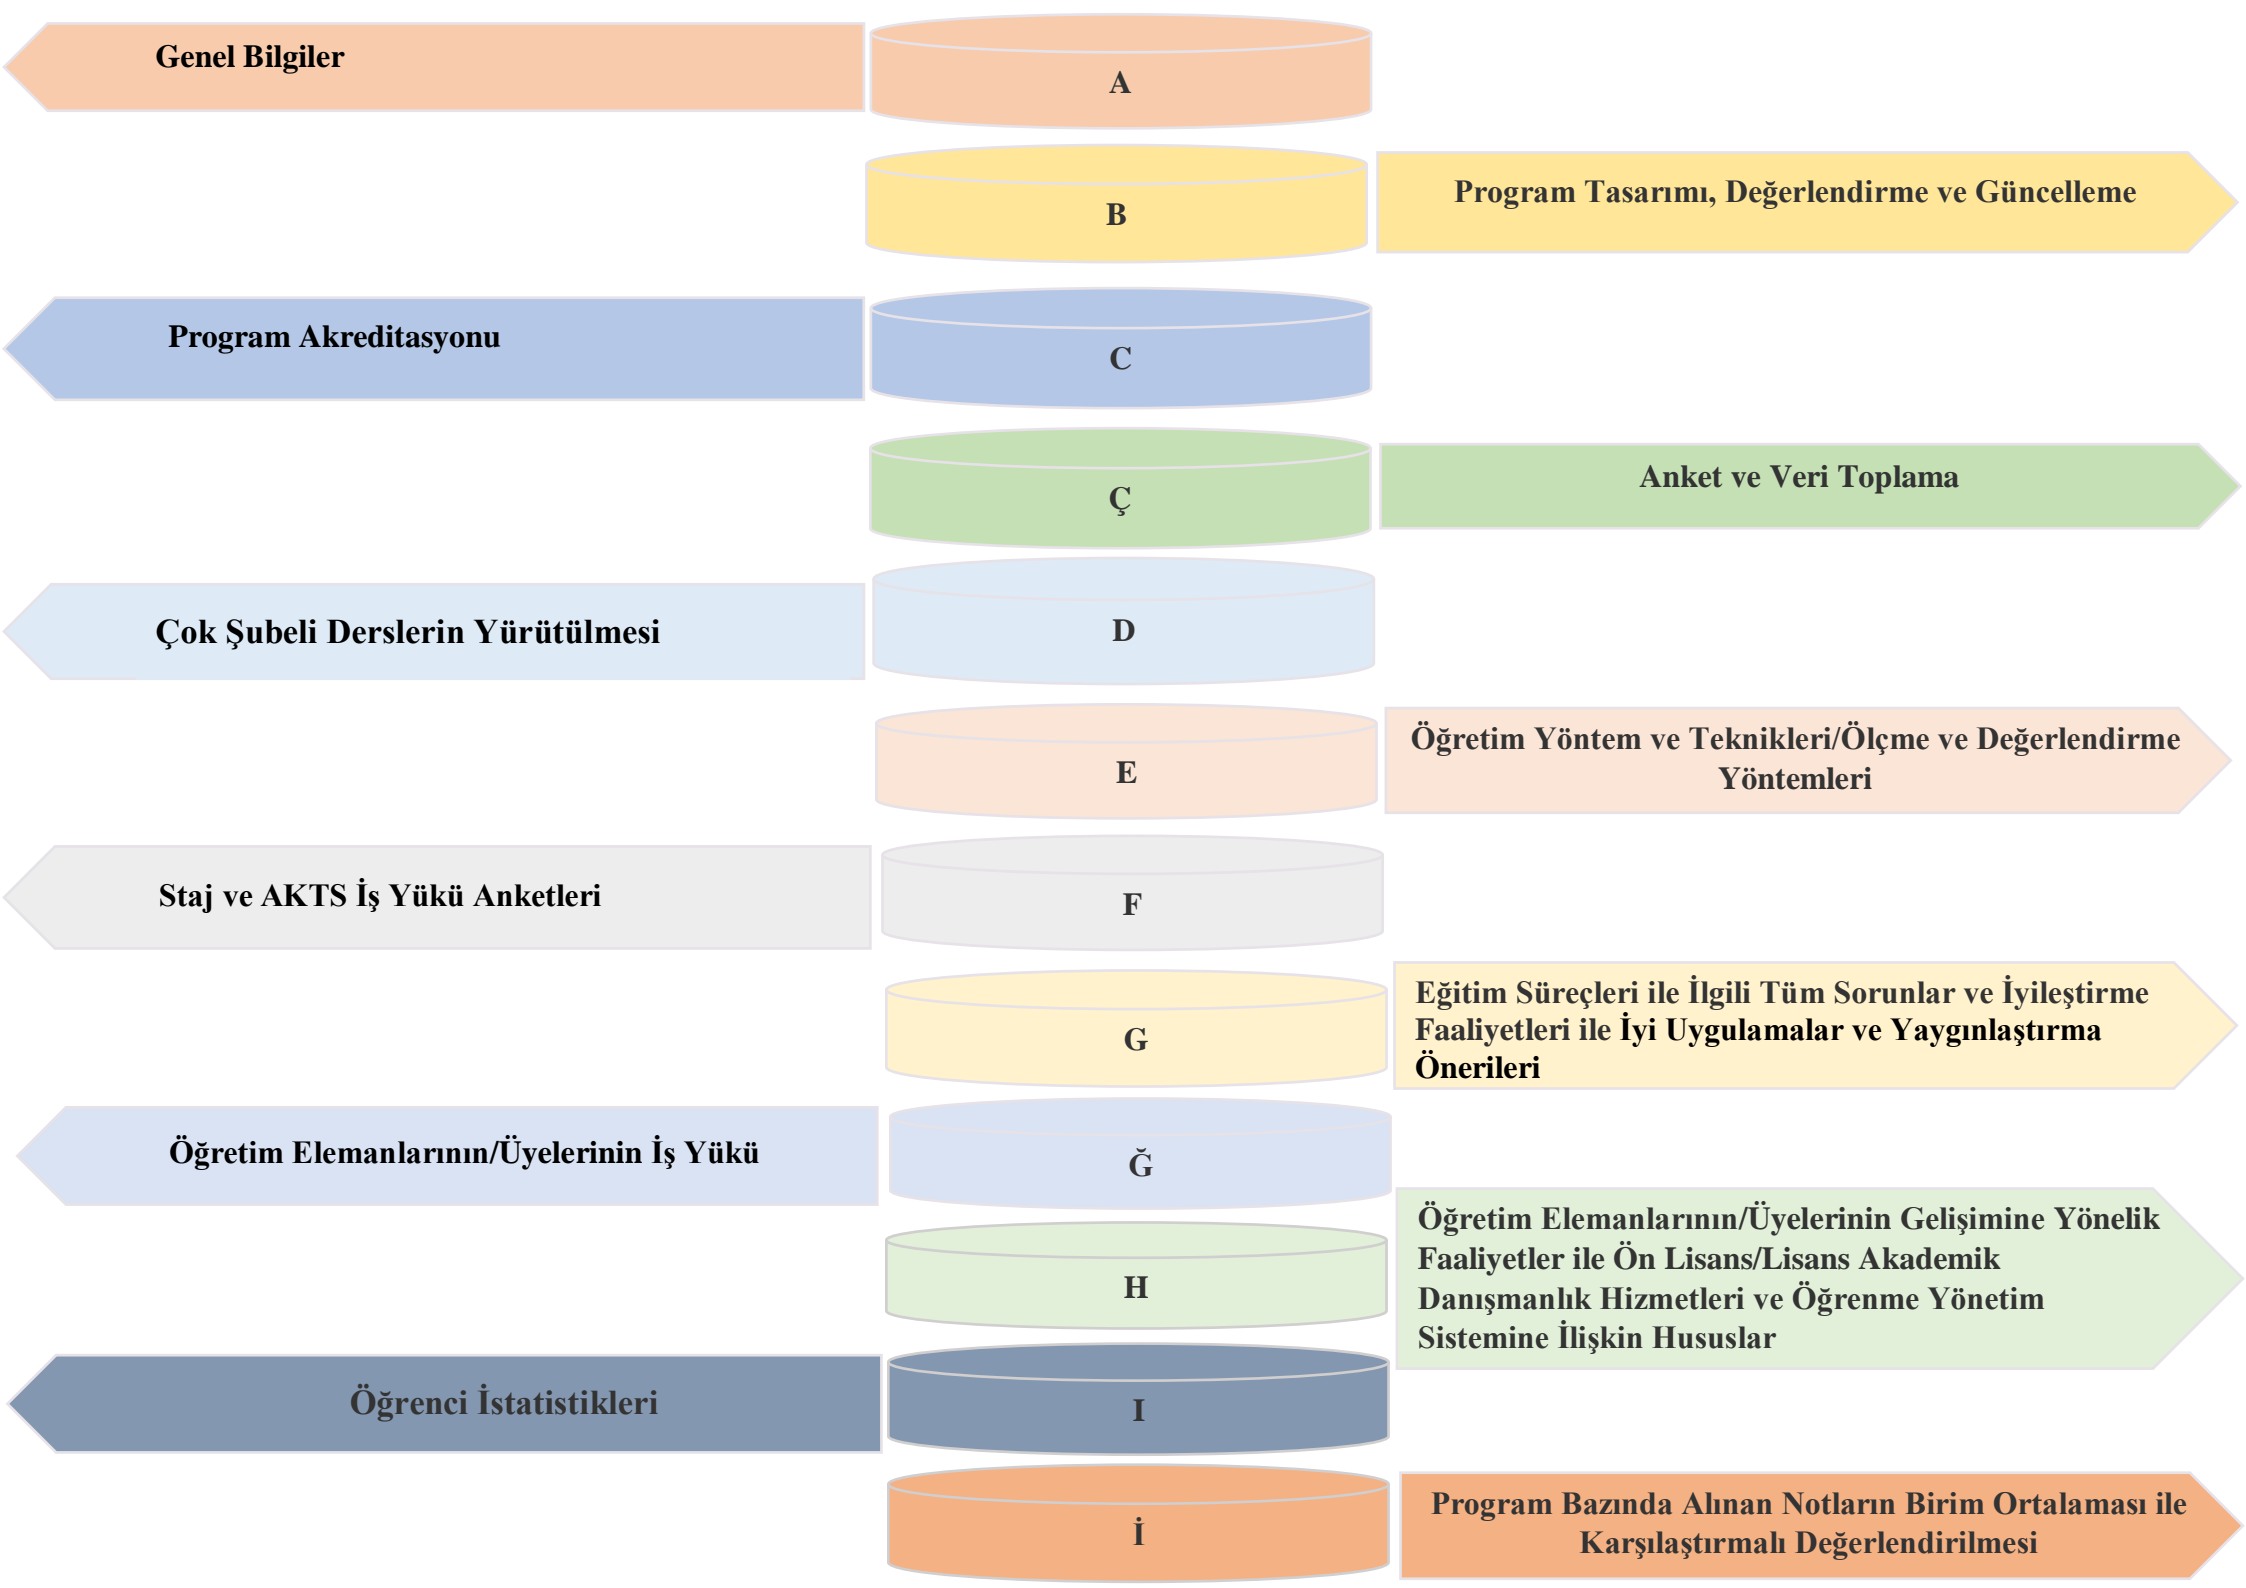 Genel Bilgiler
A
B
Program Tasarımı, Değerlendirme ve Güncelleme
Program Akreditasyonu
C
Ç
Anket ve Veri Toplama
Çok Şubeli Derslerin Yürütülmesi
D
E
Öğretim Yöntem ve Teknikleri/Ölçme ve Değerlendirme
Yöntemleri
Staj ve AKTS İş Yükü Anketleri
F
G
Eğitim Süreçleri ile İlgili Tüm Sorunlar ve İyileştirme
Faaliyetleri ile İyi Uygulamalar ve Yaygınlaştırma
Önerileri
Öğretim Elemanlarının/Üyelerinin İş Yükü
Ğ
H
Öğretim Elemanlarının/Üyelerinin Gelişimine Yönelik
Faaliyetler ile Ön Lisans/Lisans Akademik
Danışmanlık Hizmetleri ve Öğrenme Yönetim
Sistemine İlişkin Hususlar
Öğrenci İstatistikleri
I
İ
Program Bazında Alınan Notların Birim Ortalaması ile
Karşılaştırmalı Değerlendirilmesi